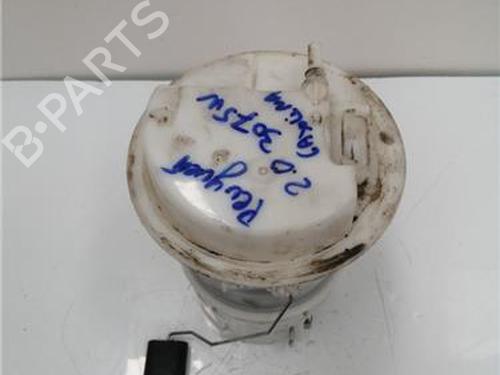 B-PARTS
Peugeot
2.0 307SW
GASOLINA